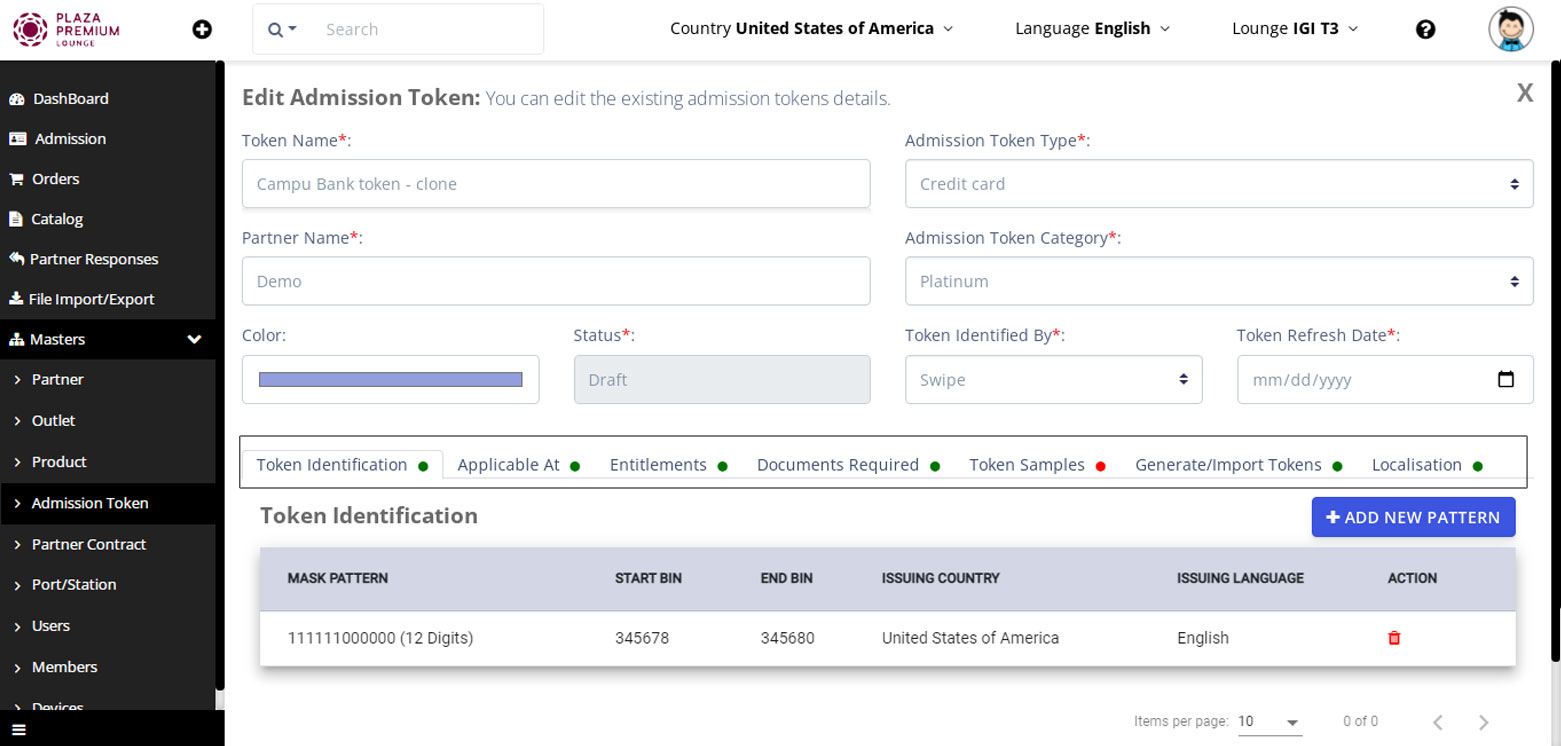 PLAZA
PREMIUM
LOUNGE
Search
Country United States of America
Language English
Lounge IGI T3
DashBoard
Admission
Orders
Catalog
Partner Responses
File Import/Export
Masters
Partner
Outlet
Product
Admission Token
Partner Contract
Port/Station
Users
Members
Devices
Edit Admission Token: You can edit the existing admission tokens details.
X
Token Name*:
Admission Token Type*:
Campu Bank token - clone
Credit card
Partner Name*:
Admission Token Category*:
Demo
Platinum
Color:
Status*:
Token Identified By*:
Token Refresh Date*:
Draft
Swipe
mm/dd/yyyy
Token Identification
Applicable At
Entitlements
Documents Required
Token Samples
Generate/Import Tokens
Localisation
Token Identification
+ ADD NEW PATTERN
MASK PATTERN START BIN END BIN ISSUING COUNTRY ISSUING LANGUAGE ACTION
111111000000 (12 Digits) 345678 345680 United States of America English
Items per page: 10 0 of 0